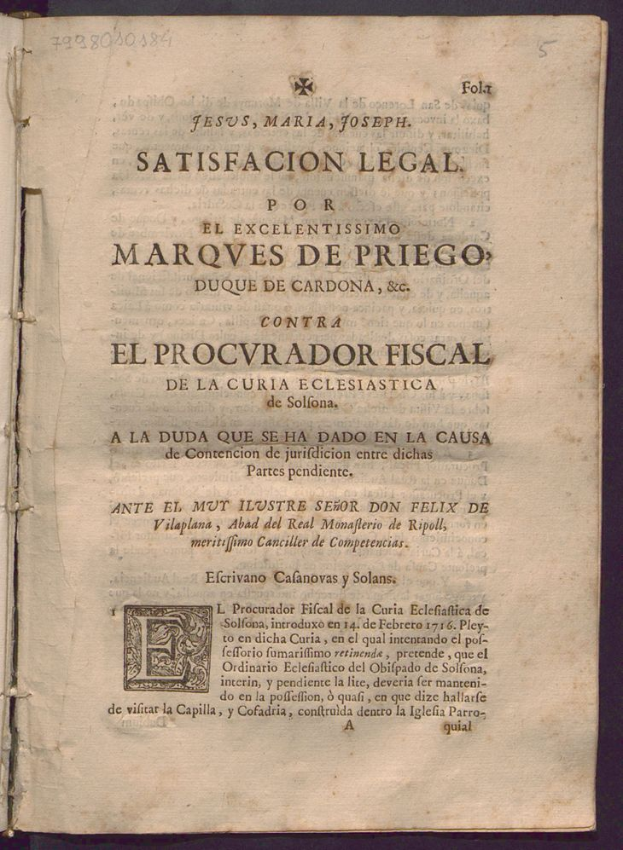 7998010184
5
✠ Fol.1
JESVS, MARIA, JOSEPH.
SATISFACION LEGAL.
POR
EL EXCELENTISSIMO
MARQVES DE PRIEGO,
DUQUE DE CARDONA, &c.
CONTRA
EL PROCVRADOR FISCAL
DE LA CURIA ECLESIASTICA
de Solsona.
A LA DUDA QUE SE HA DADO EN LA CAUSA
de Contencion de jurisdicion entre dichas
Partes pendiente.
ANTE EL MUY ILUSTRE SEÑOR DON FELIX DE
Vilaplana, Abad del Real Monasterio de Ripoll,
meritissimo Canciller de Competencias.
Escrivano Casanovas y Solans.
1 EL Procurador Fiscal de la Curia Eclesiastica de
Solsona, introduxo en 14. de Febrero 1716. Pley-
to en dicha Curia, en el qual intentando el pos-
sessorio sumarissimo retinendæ, pretende, que el
Ordinario Eclesiastico del Obispado de Solsona,
interin, y pendiente la lite, deveria ser manteni-
do en la possession, ò quasi, en que dize hallarse
de visitar la Capilla, y Cofadria, construìda dentro la Iglesia Parro-
A quial